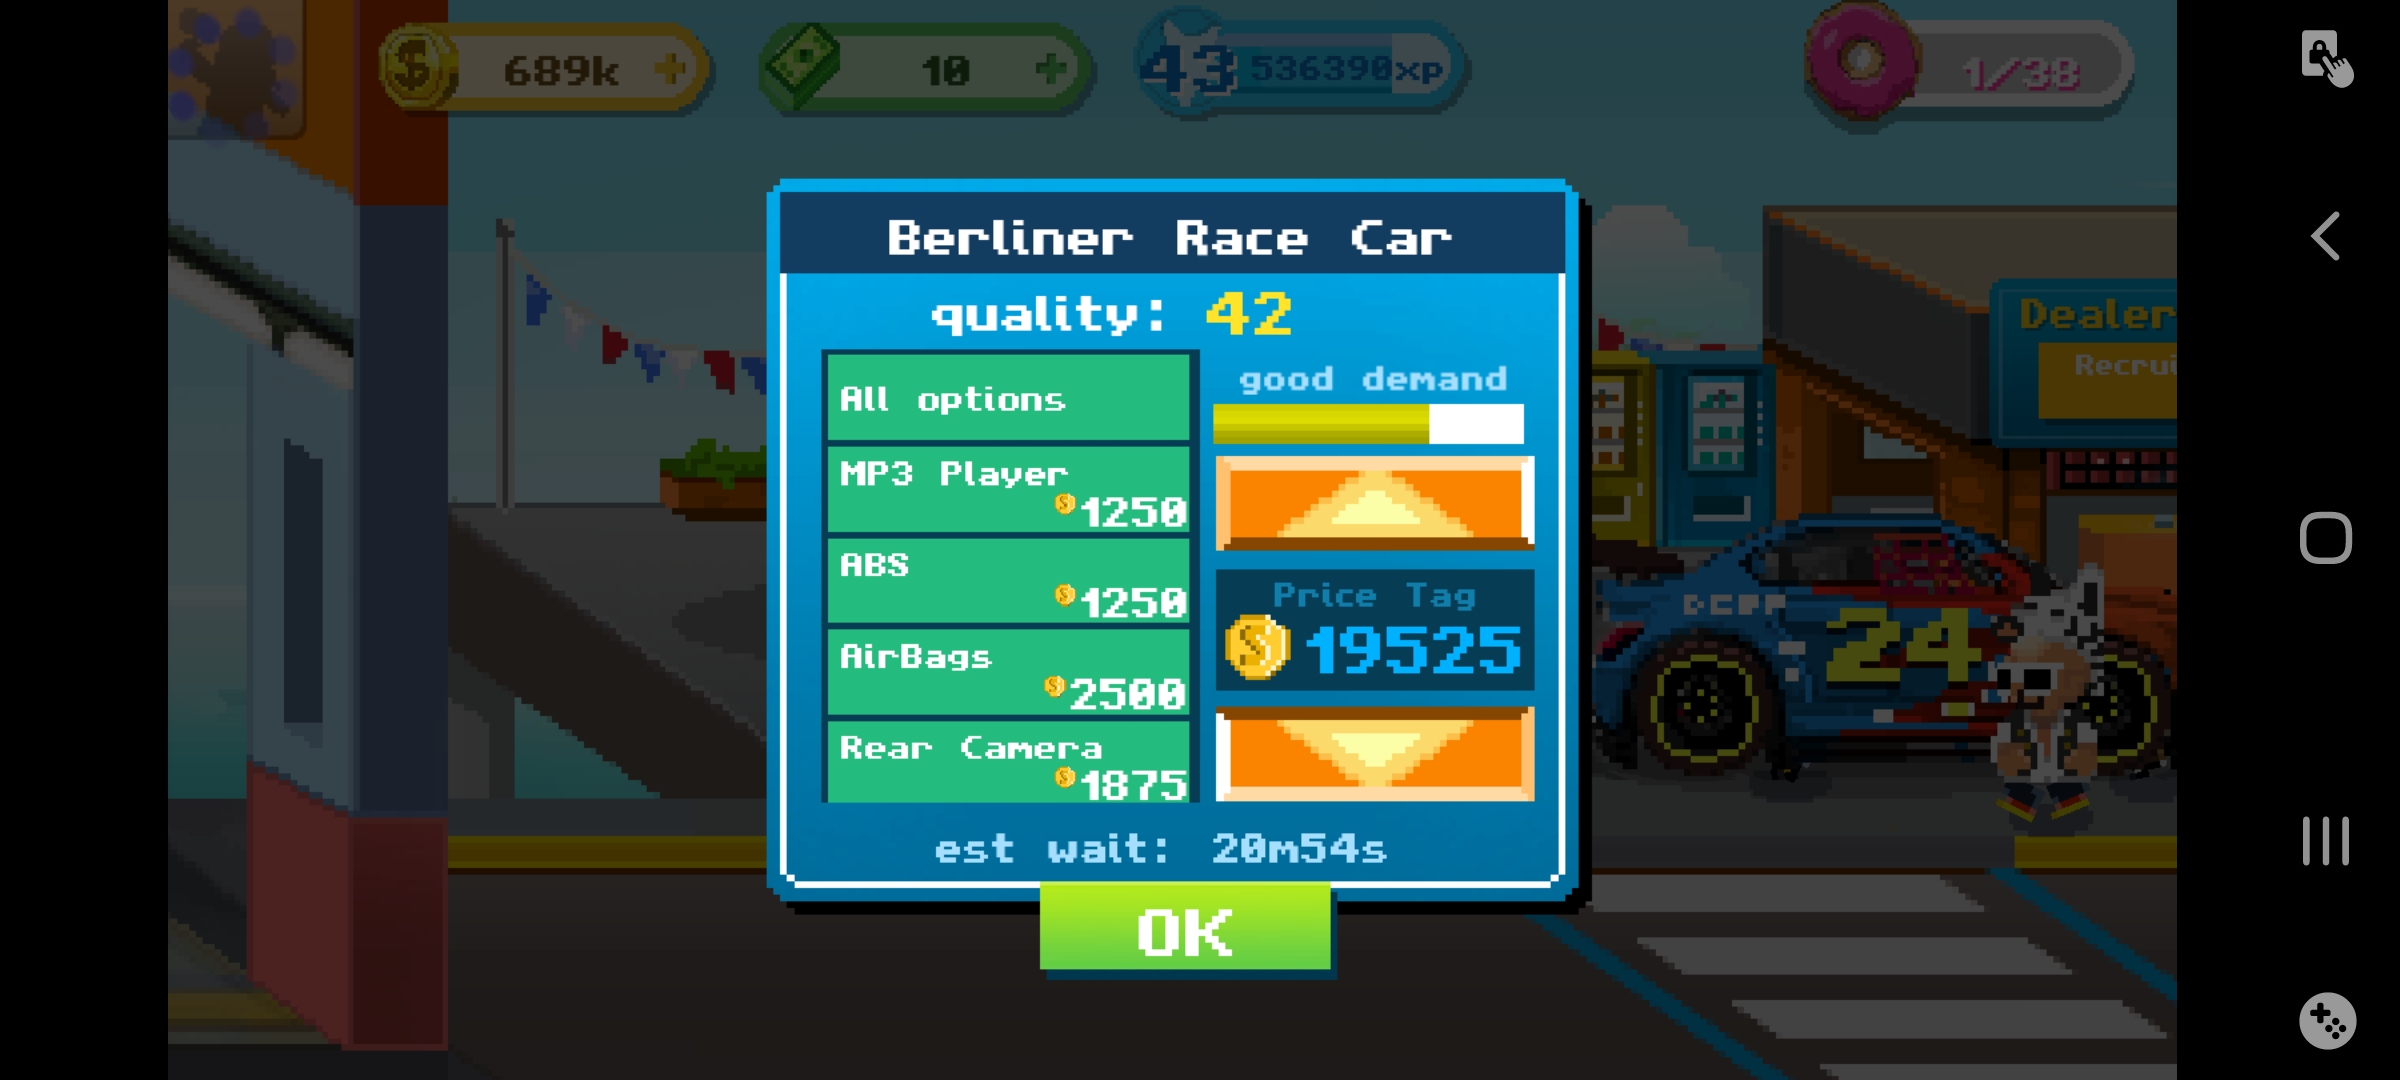 689k
10
43 536390xp
1/38
Berliner Race Car
quality: 42
All options
good demand
MP3 Player
1250
ABS
1250
Price Tag
19525
AirBags
2500
Rear Camera
1875
est wait: 20m54s
OK
Dealer
24